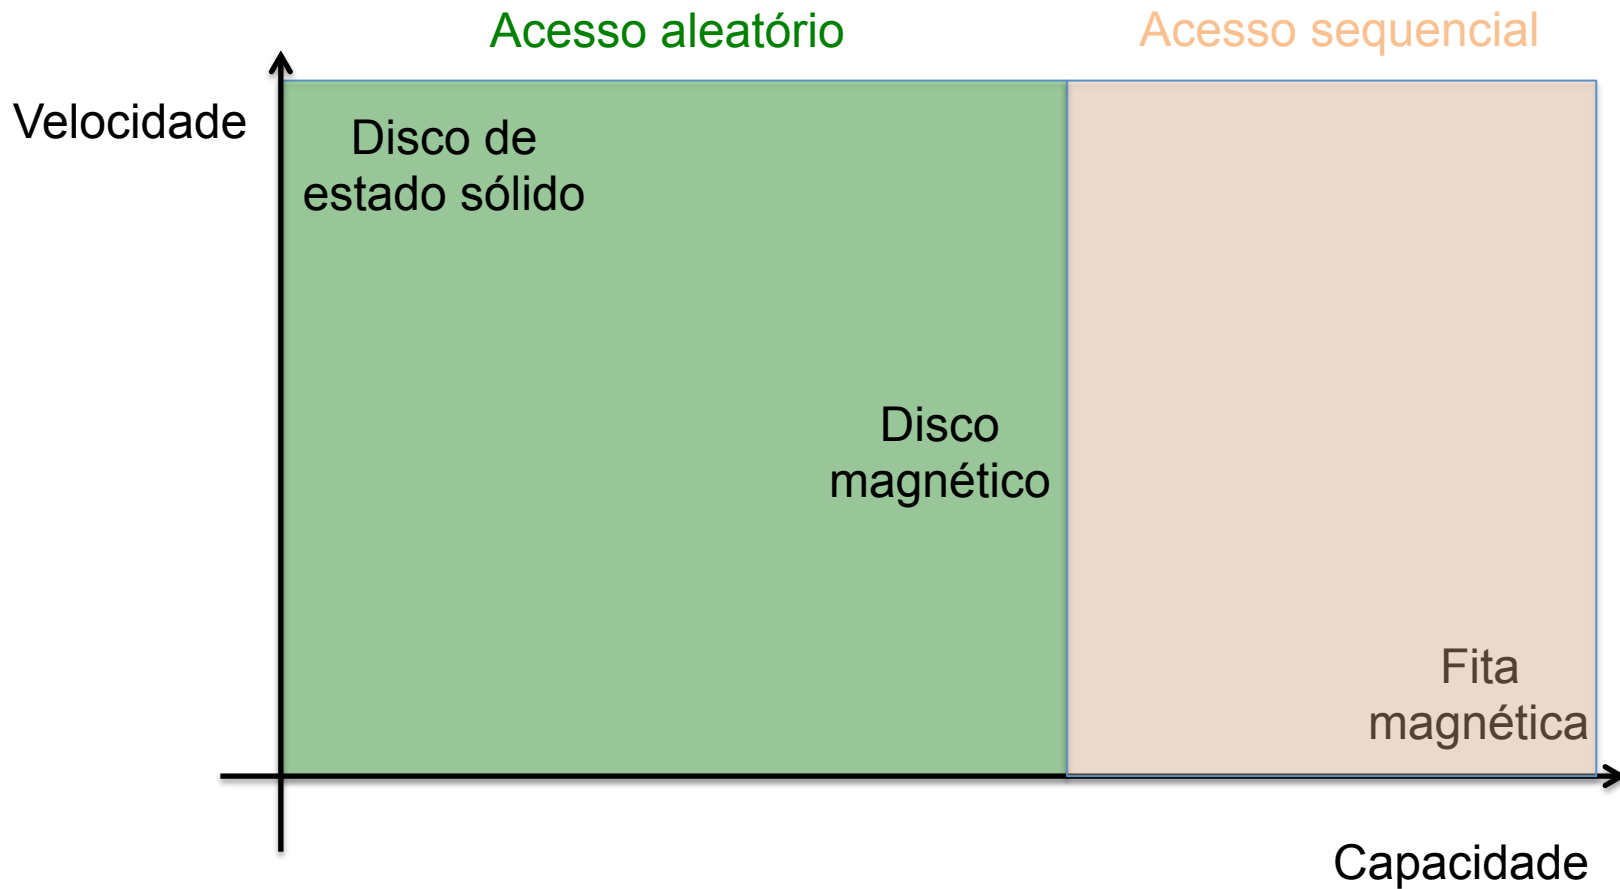 Acesso aleatório
Acesso sequencial
Velocidade
Disco de
estado sólido
Disco
magnético
Fita
magnética
Capacidade